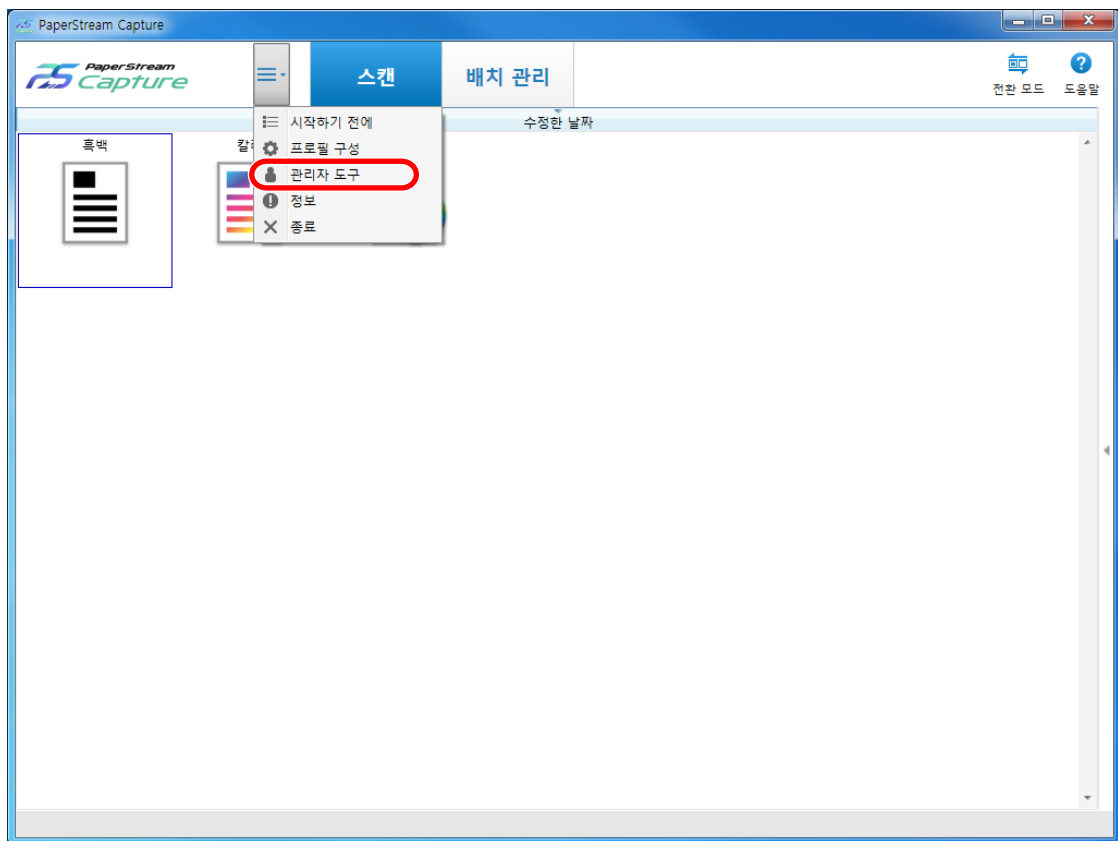 PaperStream Capture
PaperStream
Capture
스캔
배치 관리
전환 모드
도움말
수정한 날짜
시작하기 전에
프로필 구성
관리자 도구
정보
종료
흑백